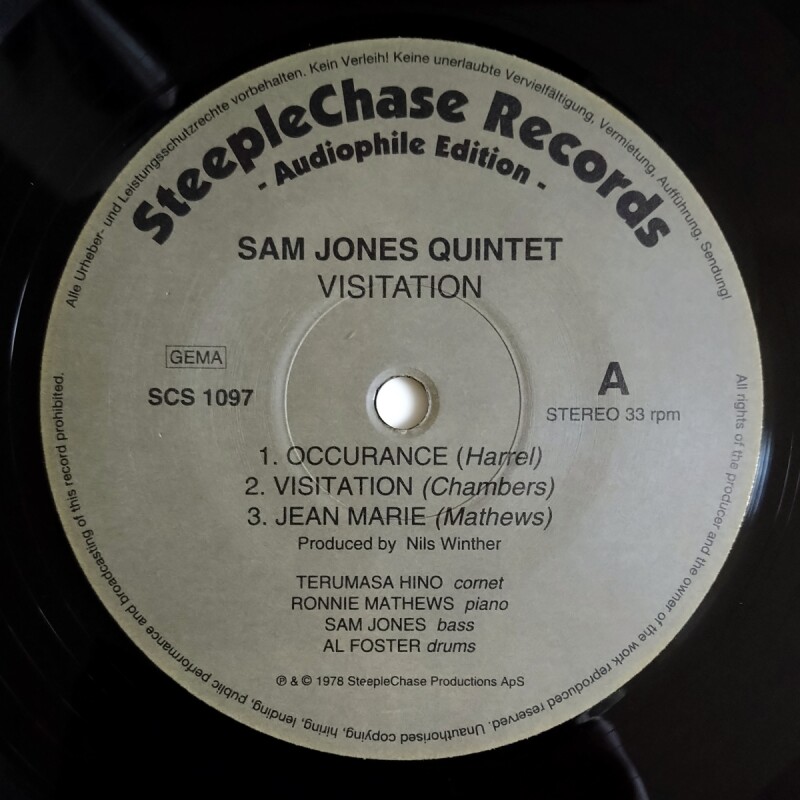 Alle Urheber- und Leistungsschutzrechte vorbehalten. Kein Verleih! Keine unerlaubte Vervielfältigung, Vermietung, Aufführung, Sendung!
SteepleChase Records
- Audiophile Edition -
SAM JONES QUINTET
VISITATION
GEMA
SCS 1097
A
STEREO 33 rpm
1. OCCURANCE (Harrel)
2. VISITATION (Chambers)
3. JEAN MARIE (Mathews)
Produced by Nils Winther
TERUMASA HINO cornet
RONNIE MATHEWS piano
SAM JONES bass
AL FOSTER drums
℗ & © 1978 SteepleChase Productions ApS
All rights of the producer and the owner of the work reproduced reserved. Unauthorised copying, hiring, lending, public performance and broadcasting of this record prohibited.